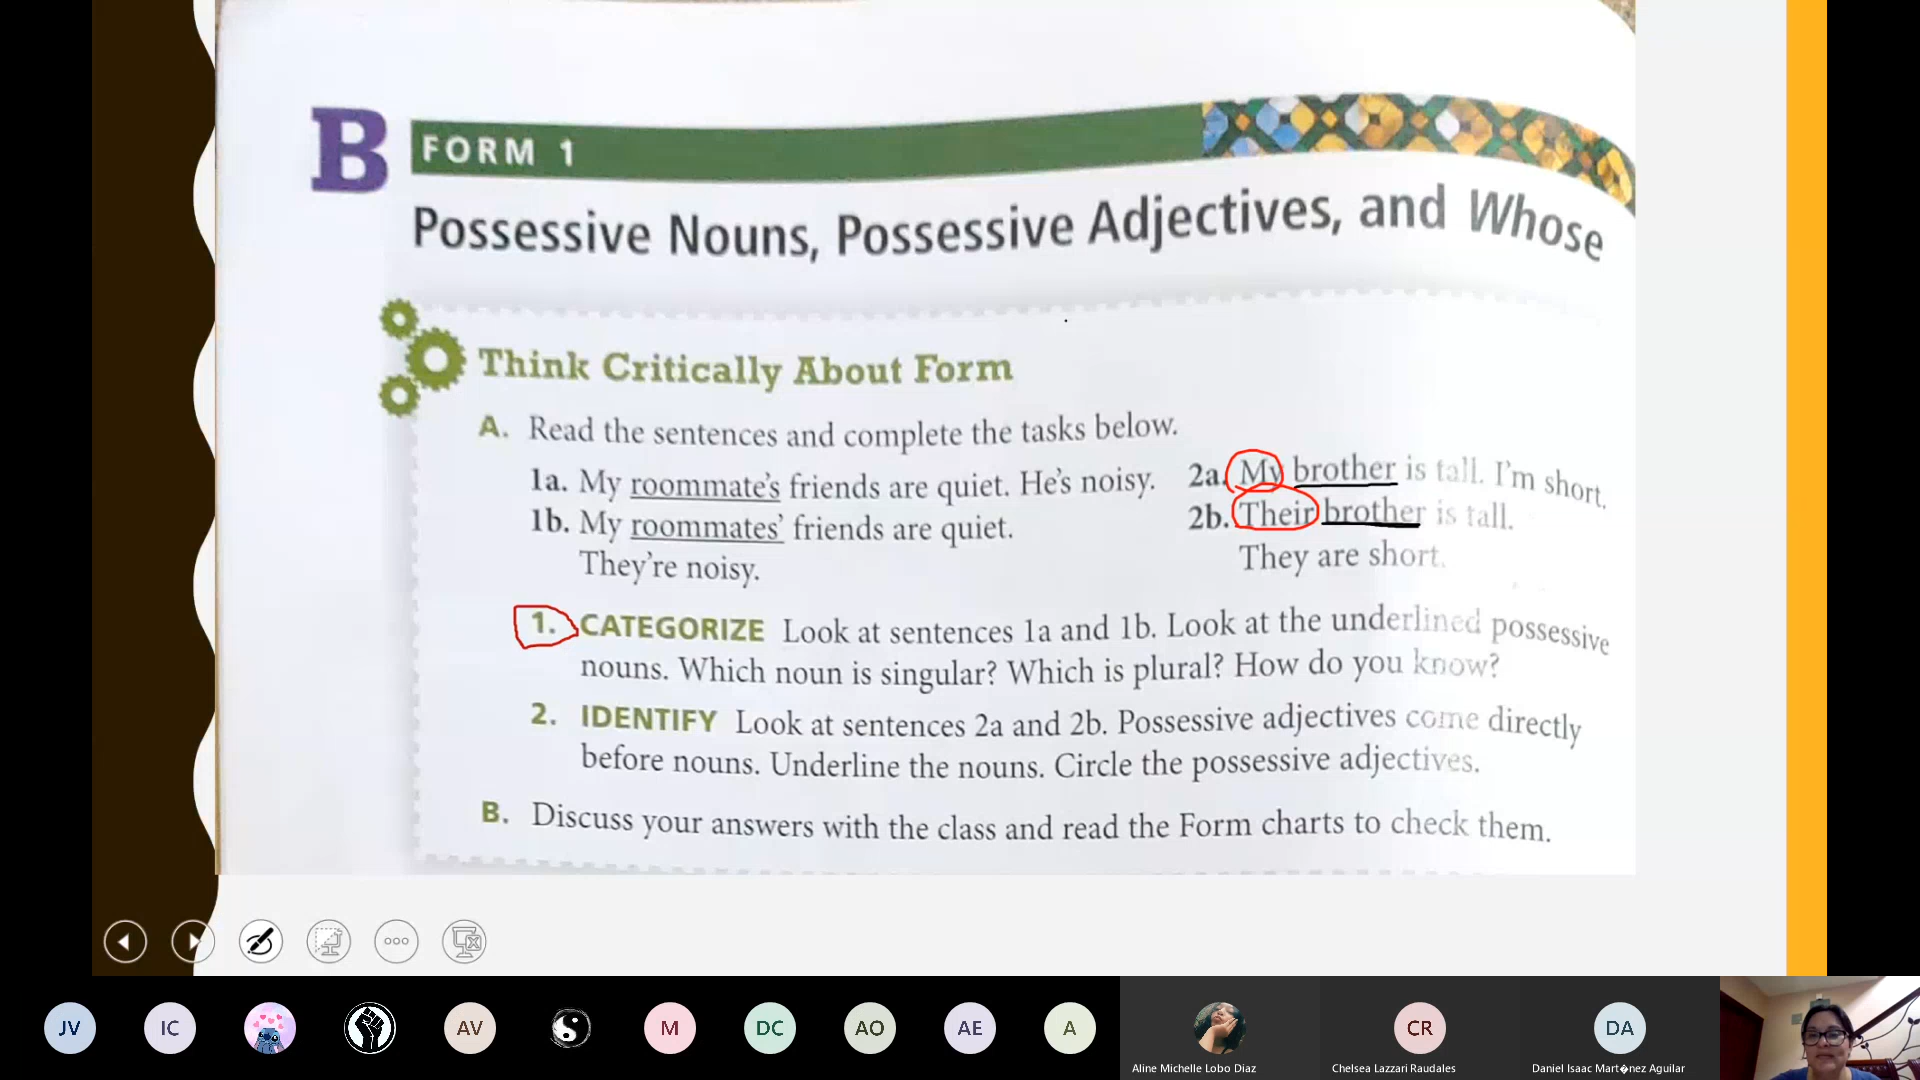 B FORM 1
Possessive Nouns, Possessive Adjectives, and Whose
Think Critically About Form
A. Read the sentences and complete the tasks below.
1a. My roommate's friends are quiet. He's noisy.
1b. My roommates' friends are quiet.
They're noisy.
2a. My brother is tall. I'm short.
2b. Their brother is tall.
They are short.
1. CATEGORIZE Look at sentences 1a and 1b. Look at the underlined possessive
nouns. Which noun is singular? Which is plural? How do you know?
2. IDENTIFY Look at sentences 2a and 2b. Possessive adjectives come directly
before nouns. Underline the nouns. Circle the possessive adjectives.
B. Discuss your answers with the class and read the Form charts to check them.
JV
IC
AV
M
DC
AO
AE
A
CR
DA
Aline Michelle Lobo Diaz
Chelsea Lazzari Raudales
Daniel Isaac Mart�nez Aguilar